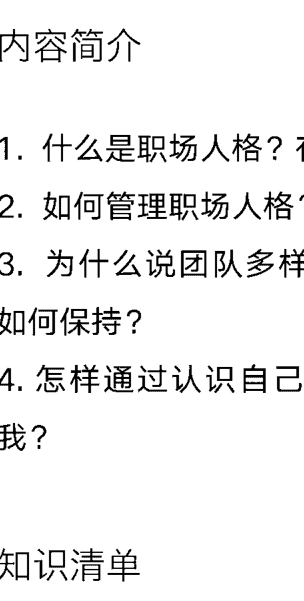 内容简介
1. 什么是职场人格？
2. 如何管理职场人格？
3. 为什么说团队多样
如何保持？
4. 怎样通过认识自己
我？
知识清单